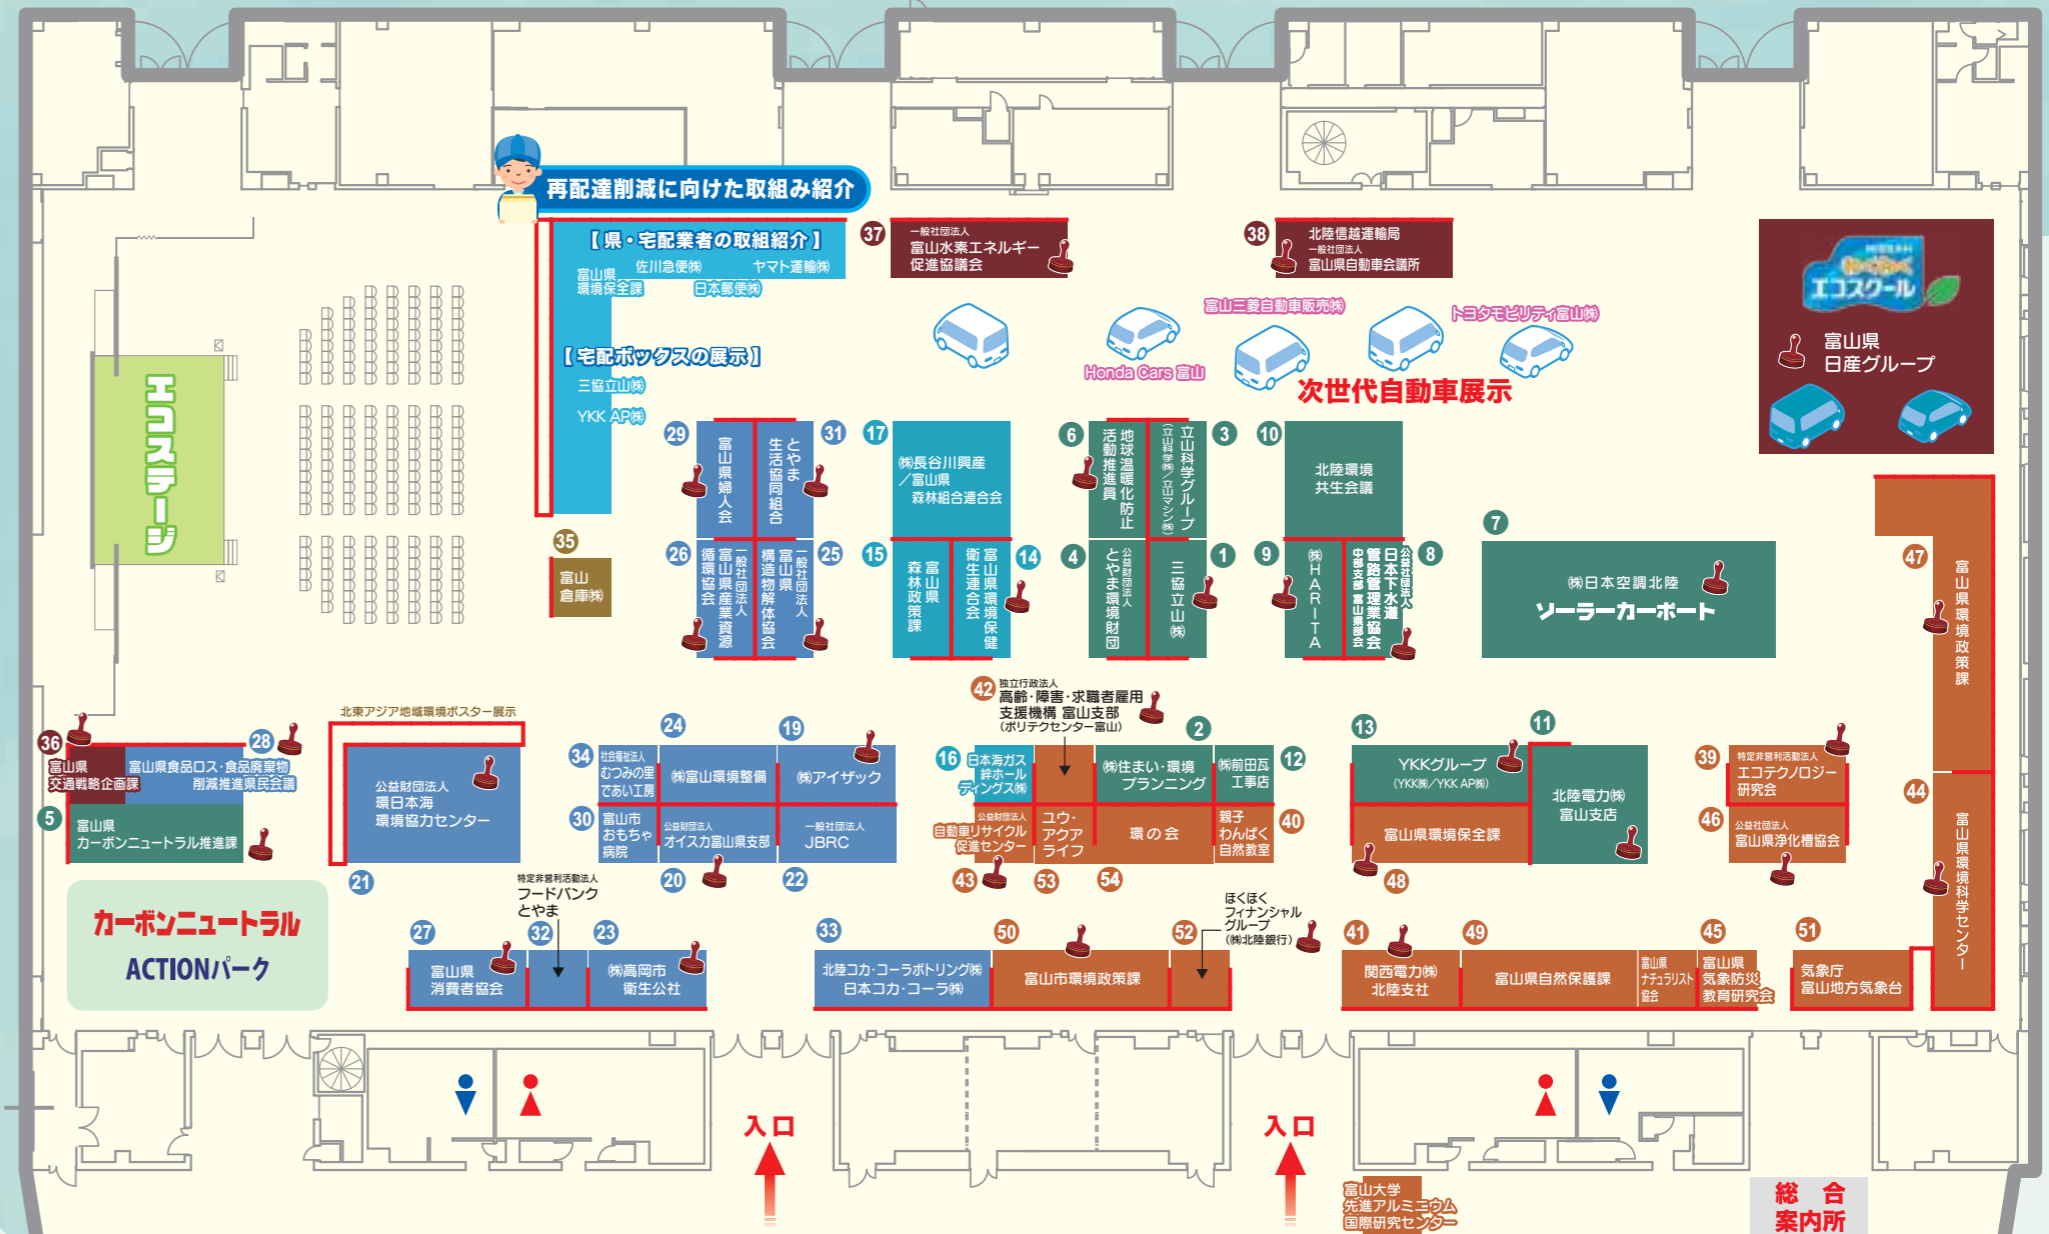 再配達削減に向けた取組み紹介
【県・宅配業者の取組紹介】
佐川急便㈱
ヤマト運輸㈱
富山県
環境保全課
日本郵便㈱
【宅配ボックスの展示】
三協立山㈱
YKK AP㈱
37
一般社団法人
富山水素エネルギー
促進協議会
38
北陸信越運輸局
一般社団法人
富山県自動車会議所
富山三菱自動車販売㈱
トヨタモビリティ富山㈱
Honda Cars 富山
次世代自動車展示
わくわく
エコスクール
富山県
日産グループ
エコステージ
29
富山県婦人会
31
とやま
生活協同組合
26
一般社団法人
富山県産業資源
循環協会
25
一般社団法人
富山県
構造物解体協会
35
富山
倉庫㈱
17
㈱長谷川興産
／富山県
森林組合連合会
15
富山県
森林政策課
14
富山県環境保健
衛生連合会
6
地球温暖化防止
活動推進員
3
立山科学グループ
(立山科学㈱／立山マシン㈱)
4
公益財団法人
とやま環境財団
1
三協立山㈱
10
北陸環境
共生会議
9
㈱HARITA
8
公益社団法人
日本下水道
管路管理業協会
中部支部 富山県部会
7
㈱日本空調北陸
ソーラーカーポート
47
富山県環境政策課
44
富山県環境科学センター
36
富山県
交通戦略企画課
28
富山県食品ロス・食品廃棄物
削減推進県民会議
5
富山県
カーボンニュートラル推進課
北東アジア地域環境ポスター展示
公益財団法人
環日本海
環境協力センター
21
34
社会福祉法人
むつみの里
であい工房
24
㈱富山環境整備
19
㈱アイザック
30
富山市
おもちゃ
病院
公益財団法人
オイスカ富山県支部
20
一般社団法人
JBRC
22
42
独立行政法人
高齢・障害・求職者雇用
支援機構 富山支部
(ポリテクセンター富山)
16
日本海ガス
絆ホール
ディングス㈱
2
㈱住まい・環境
プランニング
12
㈱前田瓦
工事店
公益財団法人
自動車リサイクル
促進センター
43
ユウ・
アクア
ライフ
53
環の会
54
親子
わんぱく
自然教室
40
13
YKKグループ
(YKK㈱／YKK AP㈱)
11
北陸電力㈱
富山支店
富山県環境保全課
48
39
特定非営利活動法人
エコテクノロジー
研究会
46
公益社団法人
富山県浄化槽協会
カーボンニュートラル
ACTIONパーク
27
富山県
消費者協会
特定非営利活動法人
フードバンク
とやま
32
23
㈱高岡市
衛生公社
33
北陸コカ・コーラボトリング㈱
日本コカ・コーラ㈱
50
富山市環境政策課
52
ほくほく
フィナンシャル
グループ
(㈱北陸銀行)
41
関西電力㈱
北陸支社
49
富山県自然保護課
富山県
ナチュラリスト
協会
45
富山県
気象防災
教育研究会
51
気象庁
富山地方気象台
入口
入口
富山大学
先進アルミニウム
国際研究センター
総合
案内所